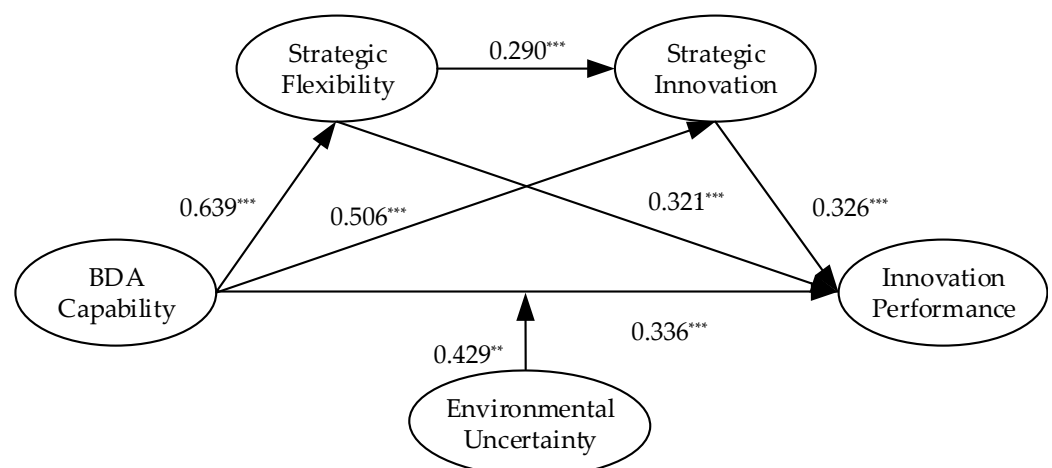 Strategic
Flexibility
0.290***
Strategic
Innovation
0.639***
0.506***
0.321***
0.326***
BDA
Capability
Innovation
Performance
0.336***
0.429**
Environmental
Uncertainty